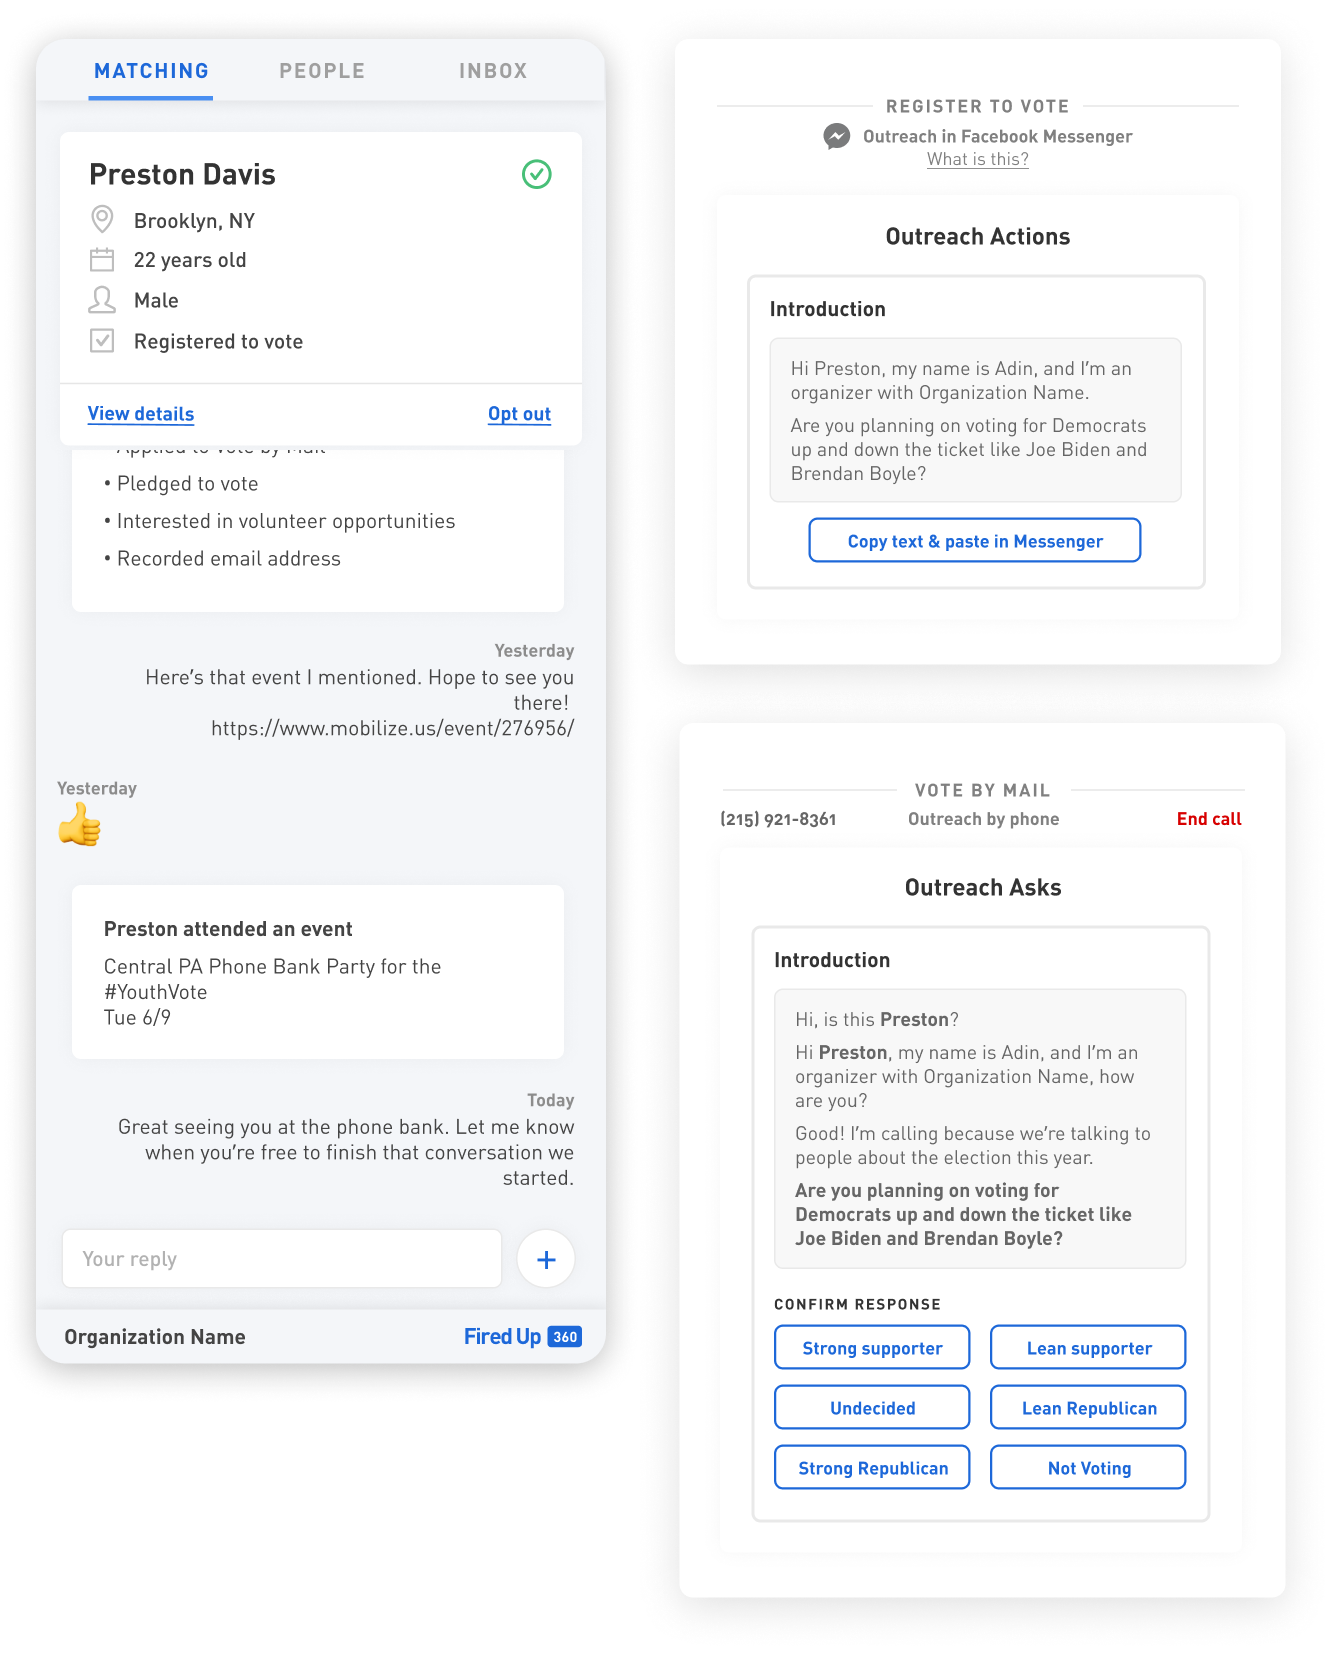 MATCHING PEOPLE INBOX
Preston Davis
Brooklyn, NY
22 years old
Male
Registered to vote
View details Opt out
• Applied to Vote by Mail
• Pledged to vote
• Interested in volunteer opportunities
• Recorded email address
Yesterday
Here's that event I mentioned. Hope to see you
there!
https://www.mobilize.us/event/276956/
Yesterday
Preston attended an event
Central PA Phone Bank Party for the
#YouthVote
Tue 6/9
Today
Great seeing you at the phone bank. Let me know
when you're free to finish that conversation we
started.
Your reply
+
Organization Name Fired Up 360
REGISTER TO VOTE
Outreach in Facebook Messenger
What is this?
Outreach Actions
Introduction
Hi Preston, my name is Adin, and I'm an
organizer with Organization Name.
Are you planning on voting for Democrats
up and down the ticket like Joe Biden and
Brendan Boyle?
Copy text & paste in Messenger
VOTE BY MAIL
(215) 921-8361 Outreach by phone End call
Outreach Asks
Introduction
Hi, is this Preston?
Hi Preston, my name is Adin, and I'm an
organizer with Organization Name, how
are you?
Good! I'm calling because we're talking to
people about the election this year.
Are you planning on voting for
Democrats up and down the ticket like
Joe Biden and Brendan Boyle?
CONFIRM RESPONSE
Strong supporter Lean supporter
Undecided Lean Republican
Strong Republican Not Voting